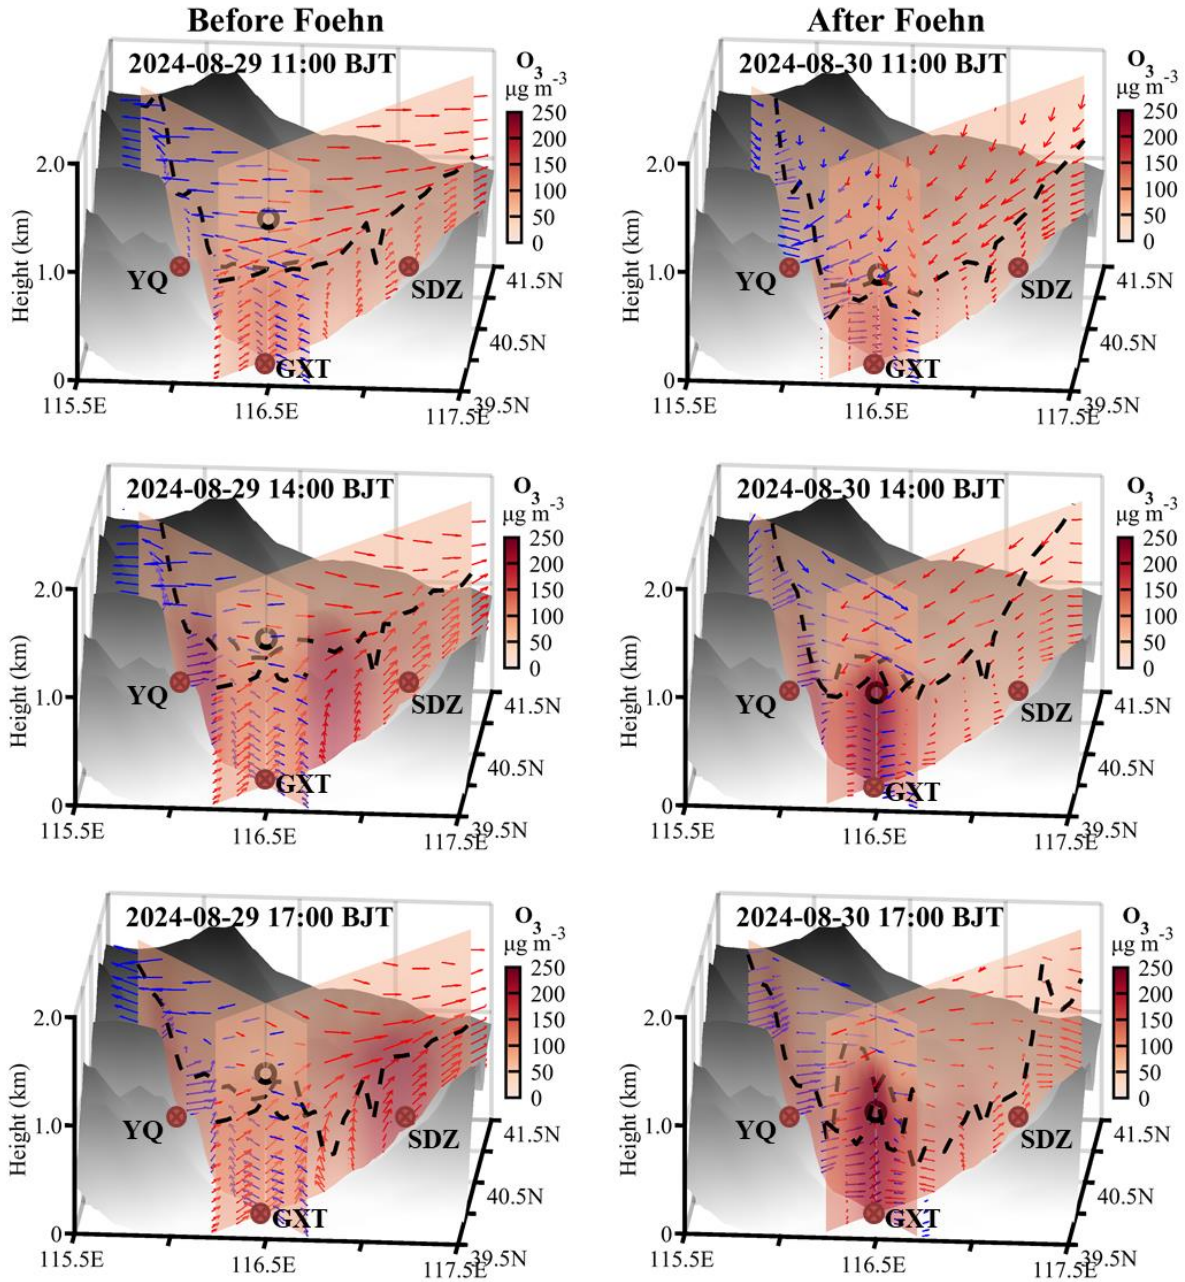 Before Foehn
After Foehn
2024-08-29 11:00 BJT
O3
µg m-3
250
200
150
100
50
0
Height (km)
2.0
1.0
0
YQ
SDZ
GXT
41.5N
40.5N
39.5N
115.5E
116.5E
117.5E
2024-08-30 11:00 BJT
O3
µg m-3
250
200
150
100
50
0
Height (km)
2.0
1.0
0
YQ
SDZ
GXT
41.5N
40.5N
39.5N
115.5E
116.5E
117.5E
2024-08-29 14:00 BJT
O3
µg m-3
250
200
150
100
50
0
Height (km)
2.0
1.0
0
YQ
SDZ
GXT
41.5N
40.5N
39.5N
115.5E
116.5E
117.5E
2024-08-30 14:00 BJT
O3
µg m-3
250
200
150
100
50
0
Height (km)
2.0
1.0
0
YQ
SDZ
GXT
41.5N
40.5N
39.5N
115.5E
116.5E
117.5E
2024-08-29 17:00 BJT
O3
µg m-3
250
200
150
100
50
0
Height (km)
2.0
1.0
0
YQ
SDZ
GXT
41.5N
40.5N
39.5N
115.5E
116.5E
117.5E
2024-08-30 17:00 BJT
O3
µg m-3
250
200
150
100
50
0
Height (km)
2.0
1.0
0
YQ
SDZ
GXT
41.5N
40.5N
39.5N
115.5E
116.5E
117.5E